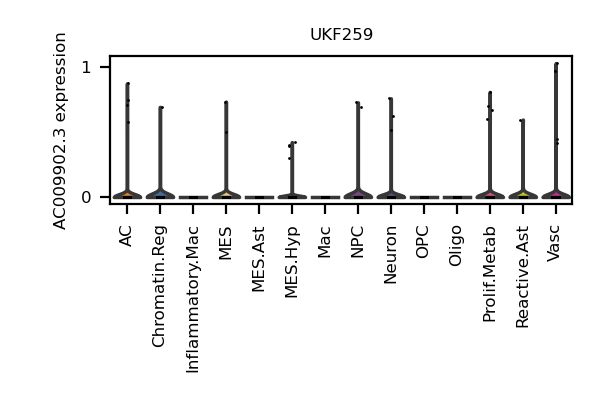 UKF259
AC009902.3 expression
1
0
AC
Chromatin.Reg
Inflammatory.Mac
MES
MES.Ast
MES.Hyp
Mac
NPC
Neuron
OPC
Oligo
Prolif.Metab
Reactive.Ast
Vasc